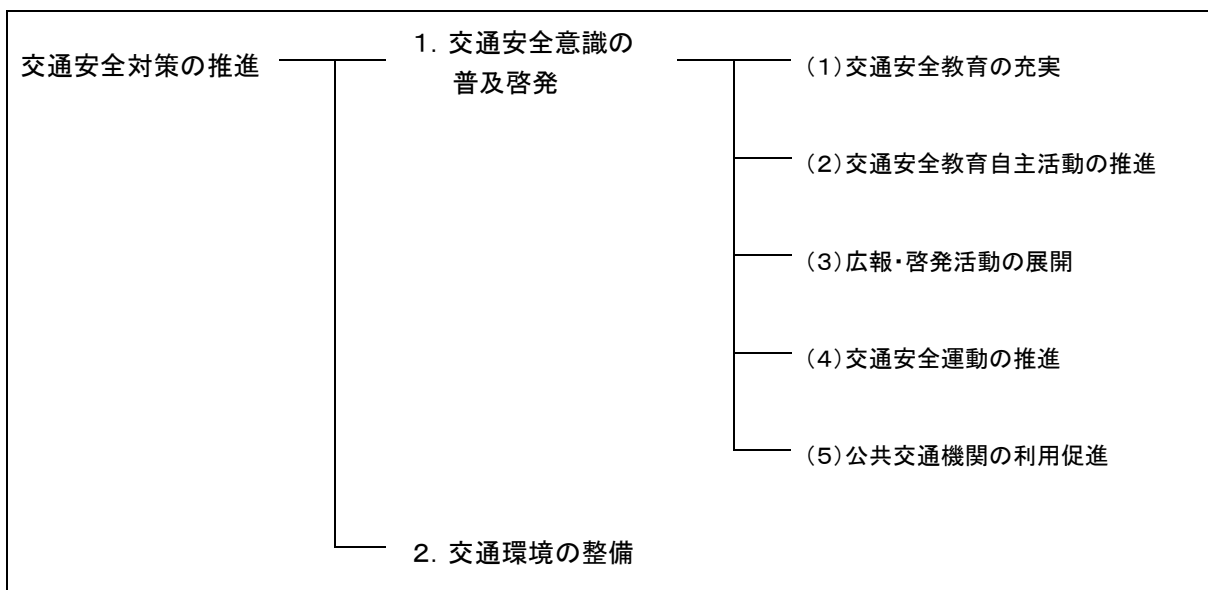 交通安全対策の推進
1. 交通安全意識の
普及啓発
(1)交通安全教育の充実
(2)交通安全教育自主活動の推進
(3)広報・啓発活動の展開
(4)交通安全運動の推進
(5)公共交通機関の利用促進
2. 交通環境の整備